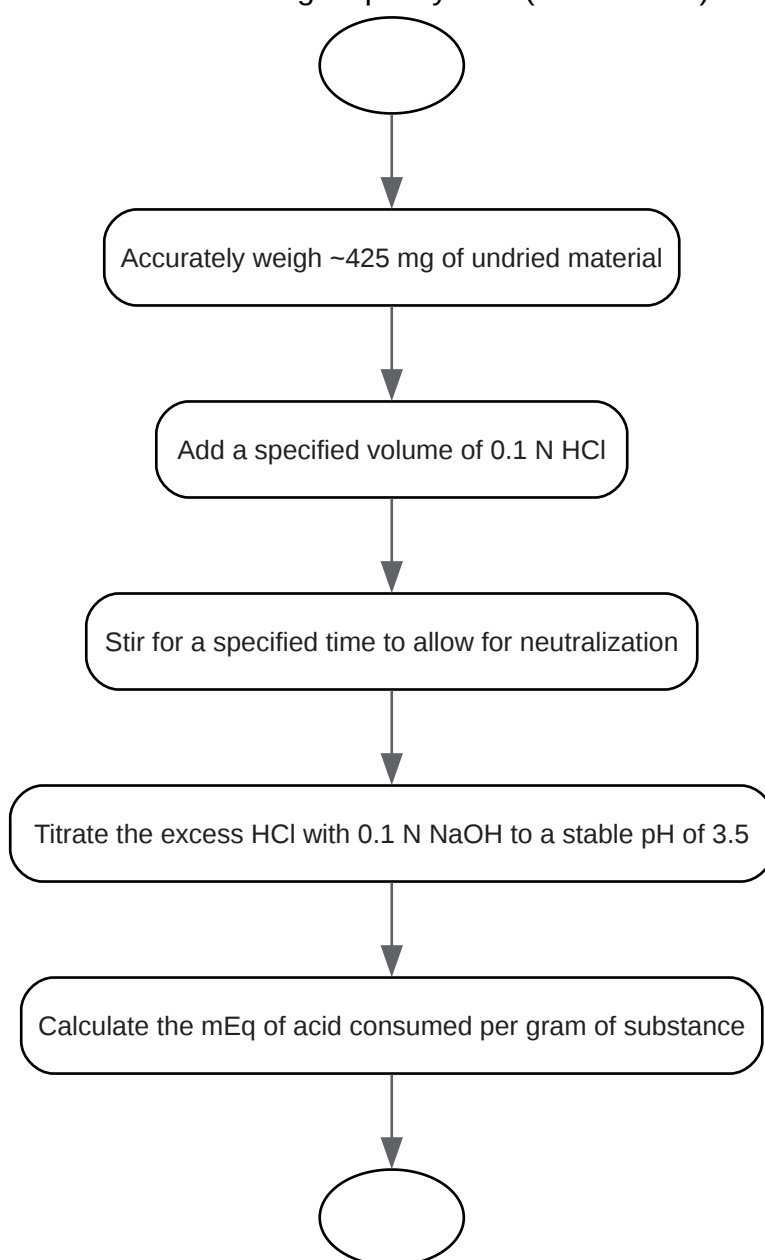 Accurately weigh ~425 mg of undried material
Add a specified volume of 0.1 N HCl
Stir for a specified time to allow for neutralization
Titrate the excess HCl with 0.1 N NaOH to a stable pH of 3.5
Calculate the mEq of acid consumed per gram of substance